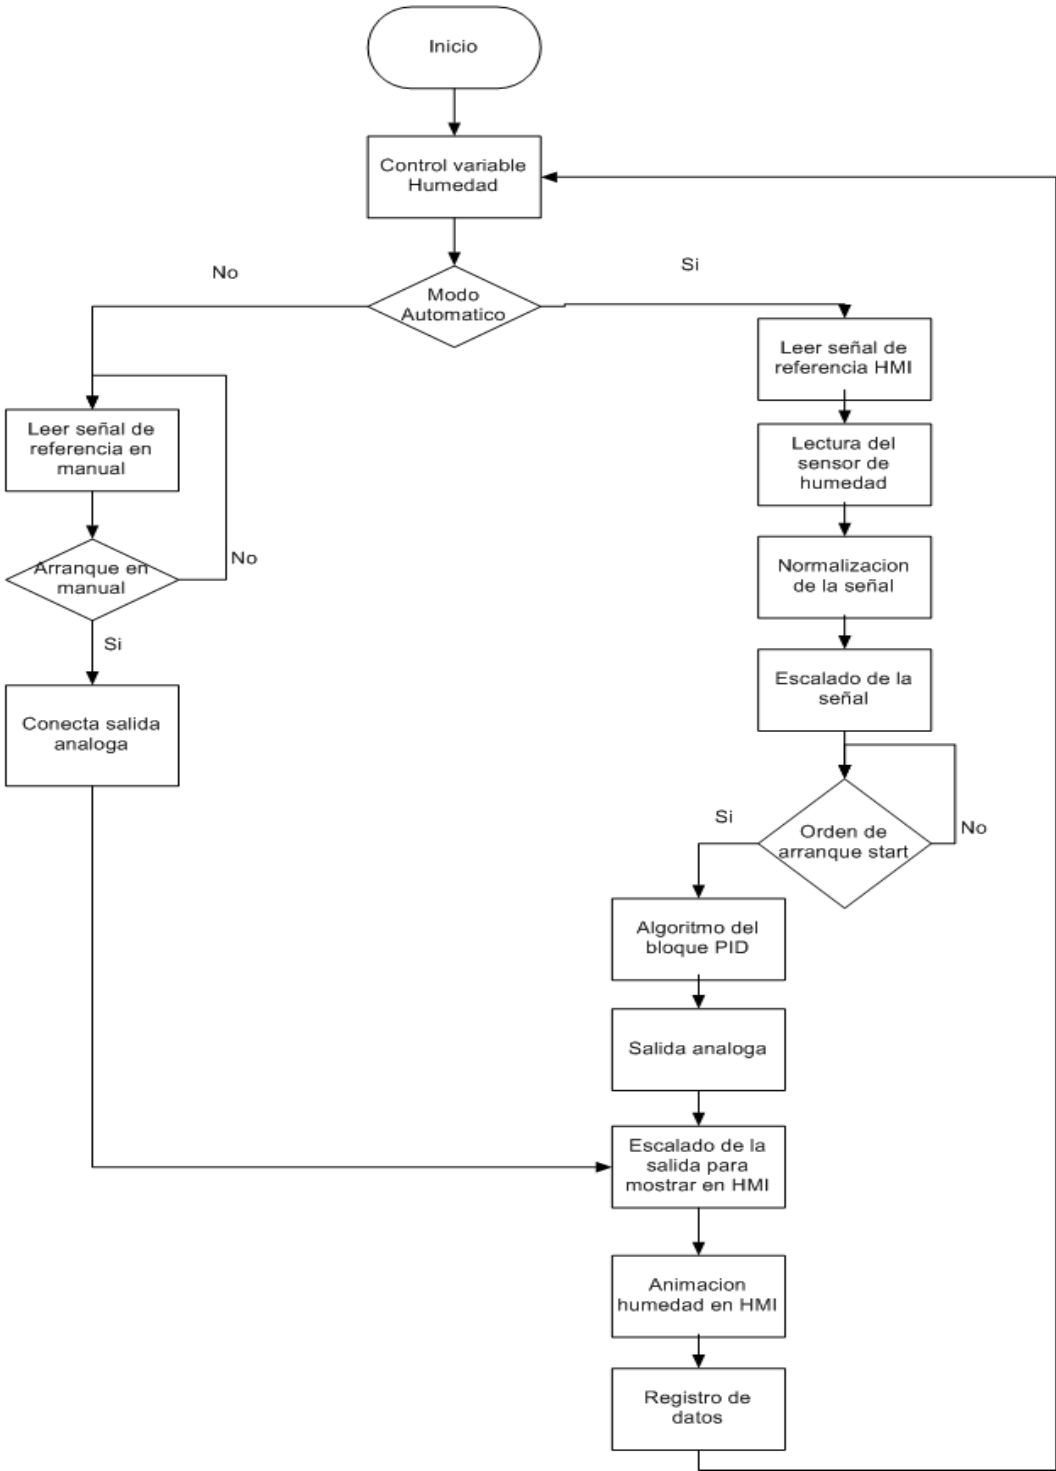 Inicio
Control variable
Humedad
No
Si
Modo
Automatico
Leer señal de
referencia HMI
Leer señal de
referencia en
manual
Lectura del
sensor de
humedad
No
Arranque en
manual
Normalizacion
de la señal
Si
Escalado de la
señal
Conecta salida
analoga
Si
No
Orden de
arranque start
Algoritmo del
bloque PID
Salida analoga
Escalado de la
salida para
mostrar en HMI
Animacion
humedad en HMI
Registro de
datos